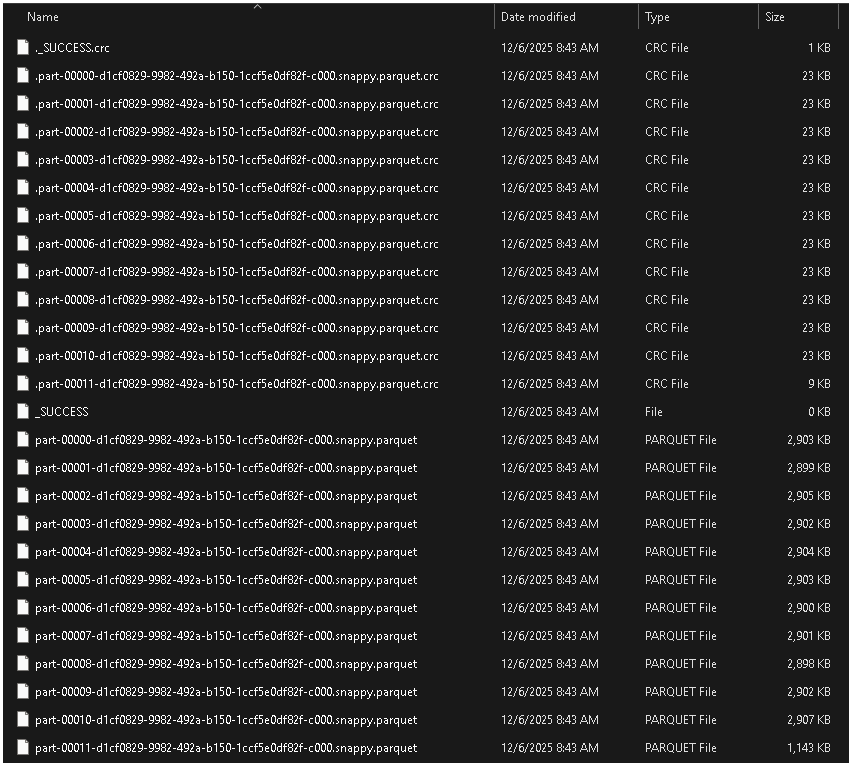 Name Date modified Type Size
._SUCCESS.crc 12/6/2025 8:43 AM CRC File 1 KB
.part-00000-d1cf0829-9982-492a-b150-1ccf5e0df82f-c000.snappy.parquet.crc 12/6/2025 8:43 AM CRC File 23 KB
.part-00001-d1cf0829-9982-492a-b150-1ccf5e0df82f-c000.snappy.parquet.crc 12/6/2025 8:43 AM CRC File 23 KB
.part-00002-d1cf0829-9982-492a-b150-1ccf5e0df82f-c000.snappy.parquet.crc 12/6/2025 8:43 AM CRC File 23 KB
.part-00003-d1cf0829-9982-492a-b150-1ccf5e0df82f-c000.snappy.parquet.crc 12/6/2025 8:43 AM CRC File 23 KB
.part-00004-d1cf0829-9982-492a-b150-1ccf5e0df82f-c000.snappy.parquet.crc 12/6/2025 8:43 AM CRC File 23 KB
.part-00005-d1cf0829-9982-492a-b150-1ccf5e0df82f-c000.snappy.parquet.crc 12/6/2025 8:43 AM CRC File 23 KB
.part-00006-d1cf0829-9982-492a-b150-1ccf5e0df82f-c000.snappy.parquet.crc 12/6/2025 8:43 AM CRC File 23 KB
.part-00007-d1cf0829-9982-492a-b150-1ccf5e0df82f-c000.snappy.parquet.crc 12/6/2025 8:43 AM CRC File 23 KB
.part-00008-d1cf0829-9982-492a-b150-1ccf5e0df82f-c000.snappy.parquet.crc 12/6/2025 8:43 AM CRC File 23 KB
.part-00009-d1cf0829-9982-492a-b150-1ccf5e0df82f-c000.snappy.parquet.crc 12/6/2025 8:43 AM CRC File 23 KB
.part-00010-d1cf0829-9982-492a-b150-1ccf5e0df82f-c000.snappy.parquet.crc 12/6/2025 8:43 AM CRC File 23 KB
.part-00011-d1cf0829-9982-492a-b150-1ccf5e0df82f-c000.snappy.parquet.crc 12/6/2025 8:43 AM CRC File 9 KB
_SUCCESS 12/6/2025 8:43 AM File 0 KB
part-00000-d1cf0829-9982-492a-b150-1ccf5e0df82f-c000.snappy.parquet 12/6/2025 8:43 AM PARQUET File 2,903 KB
part-00001-d1cf0829-9982-492a-b150-1ccf5e0df82f-c000.snappy.parquet 12/6/2025 8:43 AM PARQUET File 2,899 KB
part-00002-d1cf0829-9982-492a-b150-1ccf5e0df82f-c000.snappy.parquet 12/6/2025 8:43 AM PARQUET File 2,905 KB
part-00003-d1cf0829-9982-492a-b150-1ccf5e0df82f-c000.snappy.parquet 12/6/2025 8:43 AM PARQUET File 2,902 KB
part-00004-d1cf0829-9982-492a-b150-1ccf5e0df82f-c000.snappy.parquet 12/6/2025 8:43 AM PARQUET File 2,904 KB
part-00005-d1cf0829-9982-492a-b150-1ccf5e0df82f-c000.snappy.parquet 12/6/2025 8:43 AM PARQUET File 2,903 KB
part-00006-d1cf0829-9982-492a-b150-1ccf5e0df82f-c000.snappy.parquet 12/6/2025 8:43 AM PARQUET File 2,900 KB
part-00007-d1cf0829-9982-492a-b150-1ccf5e0df82f-c000.snappy.parquet 12/6/2025 8:43 AM PARQUET File 2,901 KB
part-00008-d1cf0829-9982-492a-b150-1ccf5e0df82f-c000.snappy.parquet 12/6/2025 8:43 AM PARQUET File 2,898 KB
part-00009-d1cf0829-9982-492a-b150-1ccf5e0df82f-c000.snappy.parquet 12/6/2025 8:43 AM PARQUET File 2,902 KB
part-00010-d1cf0829-9982-492a-b150-1ccf5e0df82f-c000.snappy.parquet 12/6/2025 8:43 AM PARQUET File 2,907 KB
part-00011-d1cf0829-9982-492a-b150-1ccf5e0df82f-c000.snappy.parquet 12/6/2025 8:43 AM PARQUET File 1,143 KB